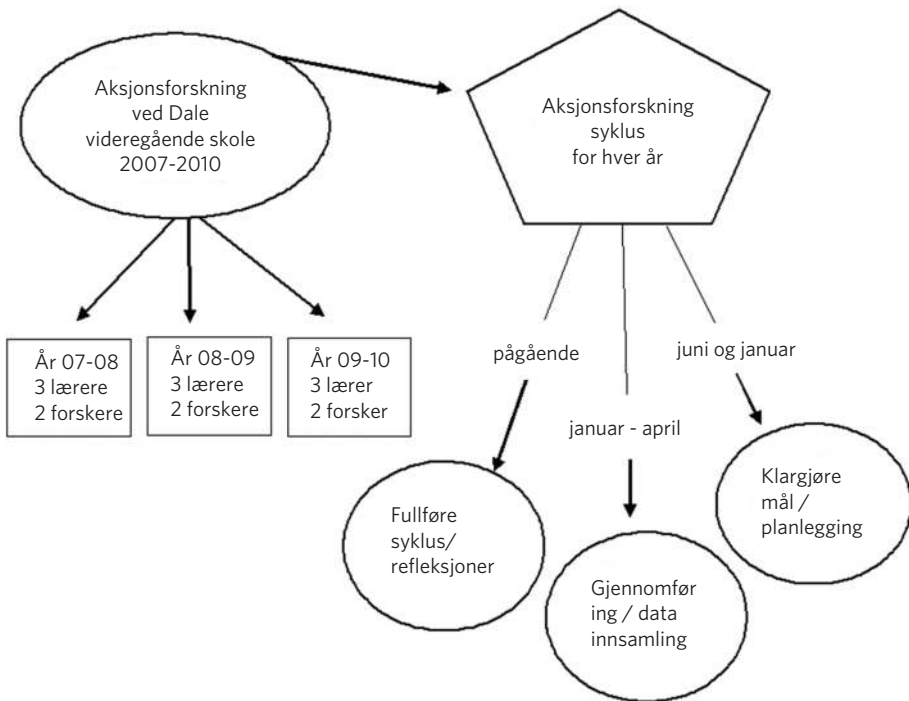 Aksjonsforskning
ved Dale
videregående skole
2007-2010
Aksjonsforskning
syklus
for hver år
År 07-08
3 lærere
2 forskere
År 08-09
3 lærere
2 forskere
År 09-10
3 lærer
2 forsker
pågående
januar - april
juni og januar
Fullføre
syklus/
refleksjoner
Gjennomfør
ing / data
innsamling
Klargjøre
mål /
planlegging